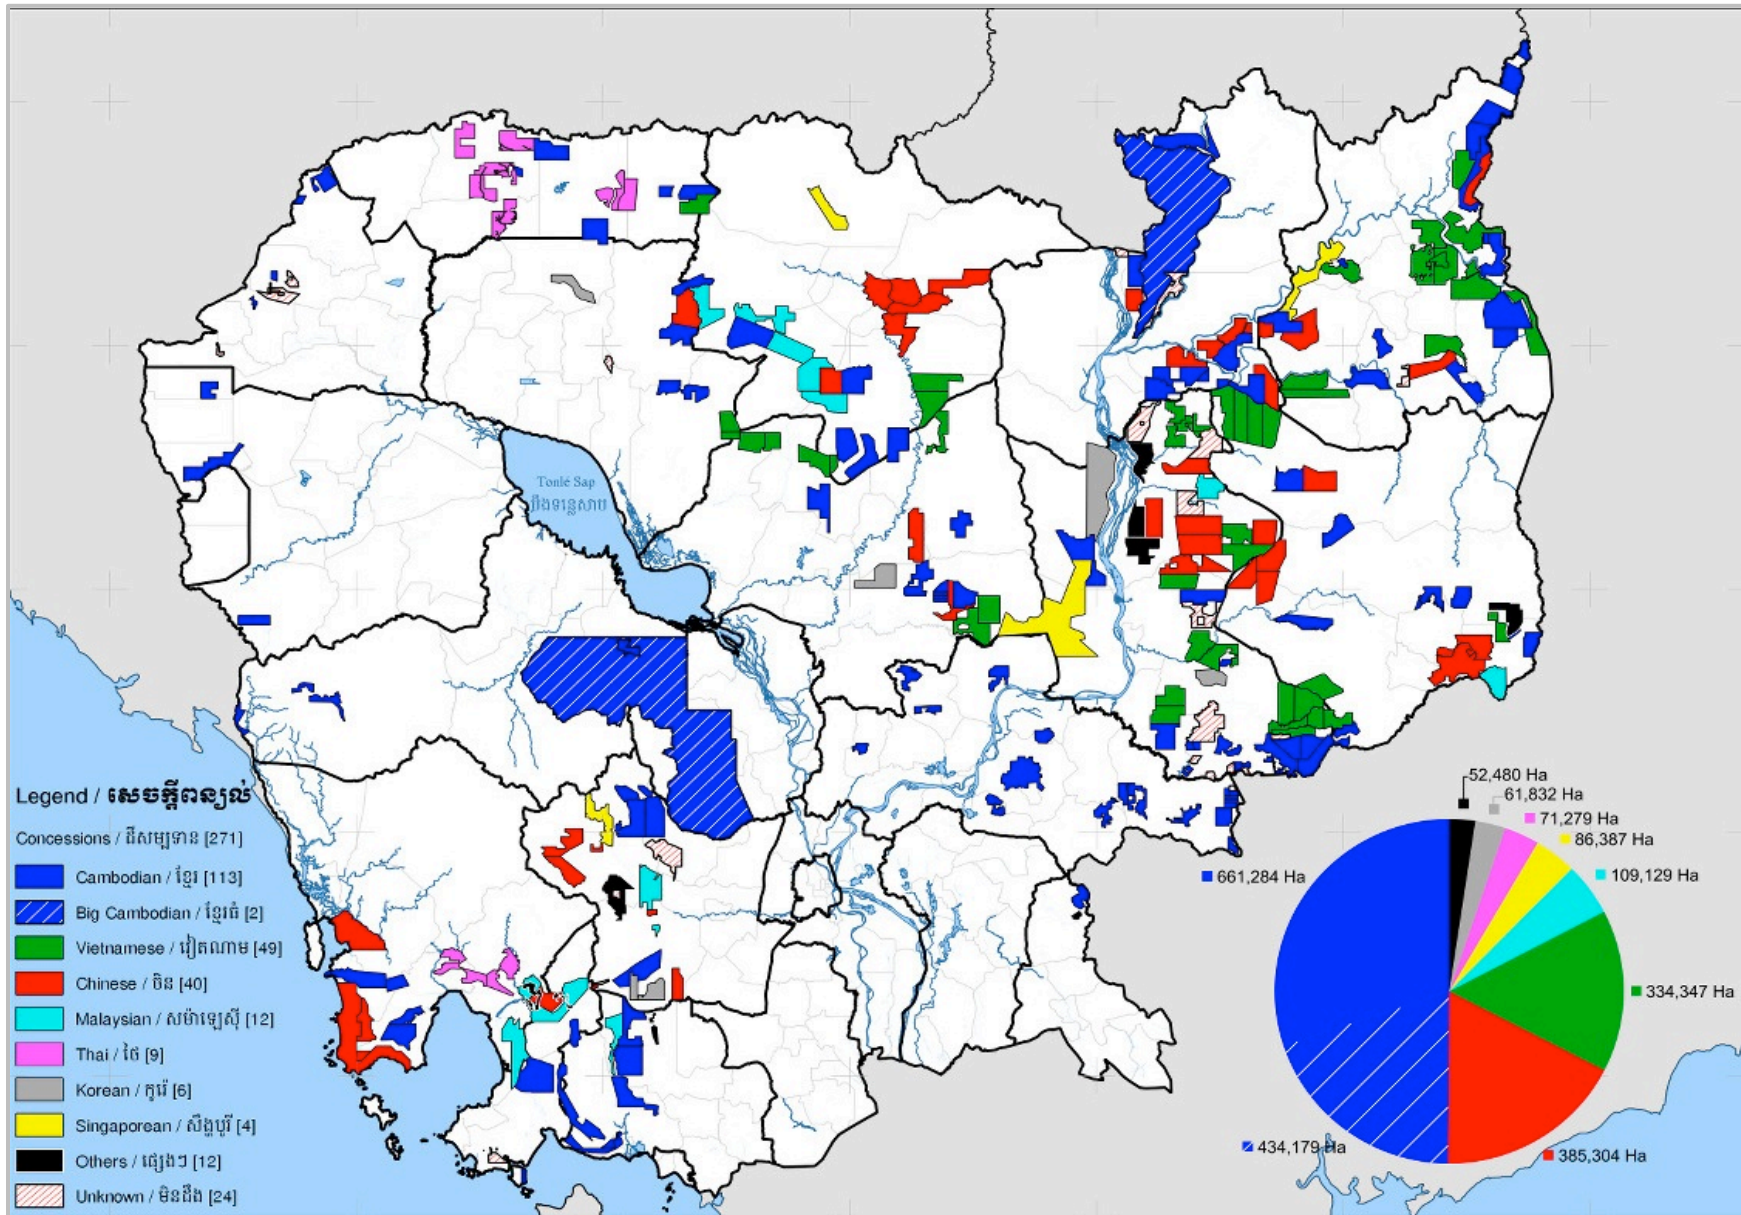 Tonlé Sap
បឹងទន្លេសាប
Legend / សេចក្តីពន្យល់
Concessions / ដីសម្បទាន [271]
Cambodian / ខ្មែរ [113]
Big Cambodian / ខ្មែរធំ [2]
Vietnamese / វៀតណាម [49]
Chinese / ចិន [40]
Malaysian / សម៉ាឡេស៊ី [12]
Thai / ថៃ [9]
Korean / កូរ៉េ [6]
Singaporean / សឹង្ហបូរី [4]
Others / ផ្សេងៗ [12]
Unknown / មិនដឹង [24]
52,480 Ha
61,832 Ha
71,279 Ha
86,387 Ha
109,129 Ha
661,284 Ha
334,347 Ha
434,179 Ha
385,304 Ha